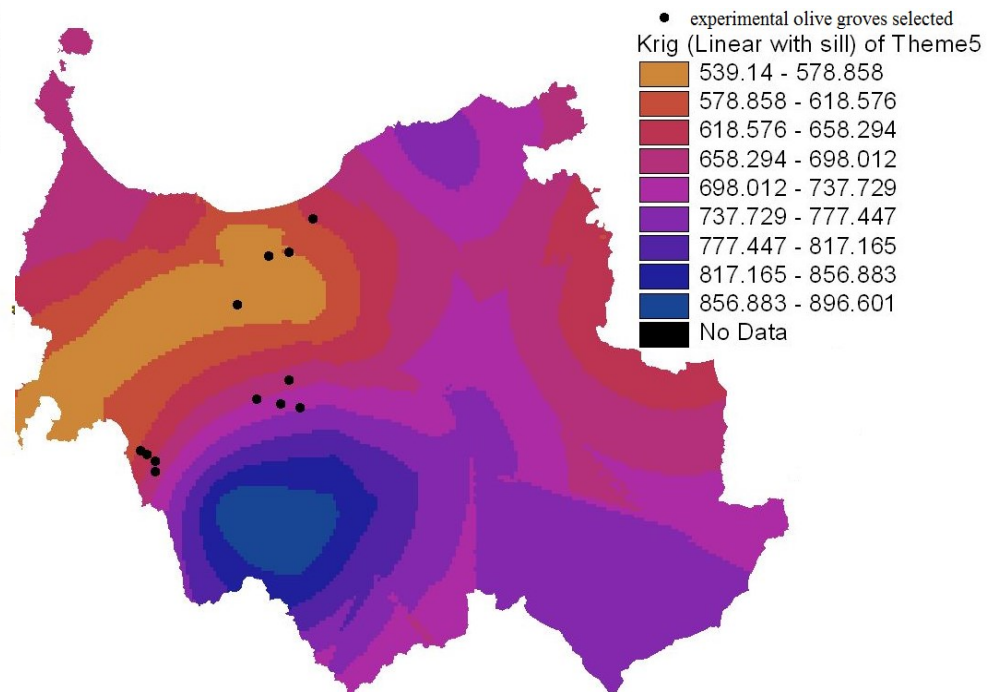 experimental olive groves selected
Krig (Linear with sill) of Theme5
539.14 - 578.858
578.858 - 618.576
618.576 - 658.294
658.294 - 698.012
698.012 - 737.729
737.729 - 777.447
777.447 - 817.165
817.165 - 856.883
856.883 - 896.601
No Data